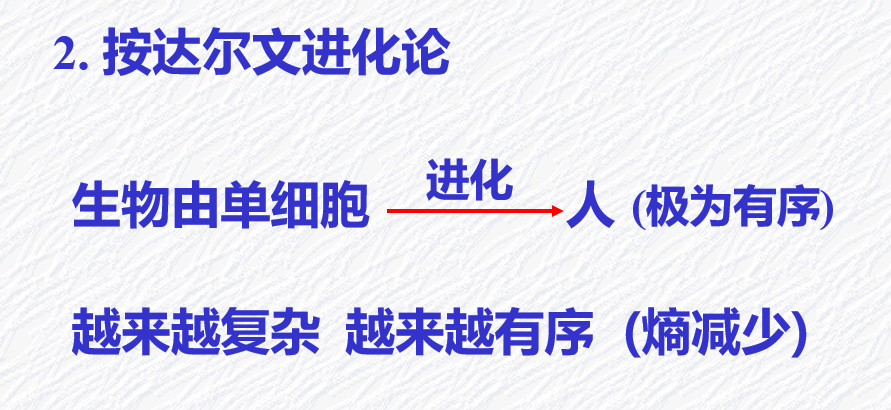 2. 按达尔文进化论
进化
生物由单细胞 人 (极为有序)
越来越复杂 越来越有序 (熵减少)